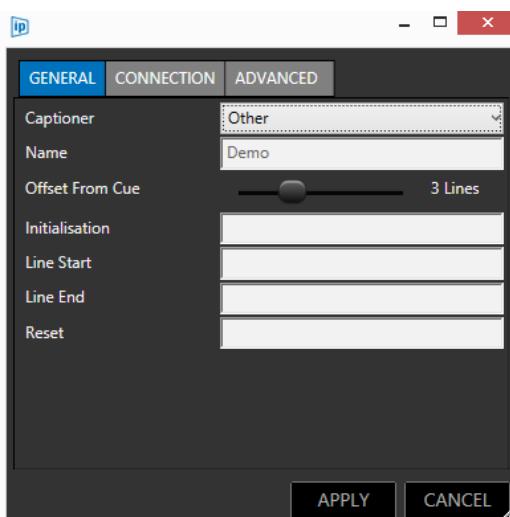 ip
GENERAL CONNECTION ADVANCED
Captioner Other
Name Demo
Offset From Cue 3 Lines
Initialisation
Line Start
Line End
Reset
APPLY CANCEL